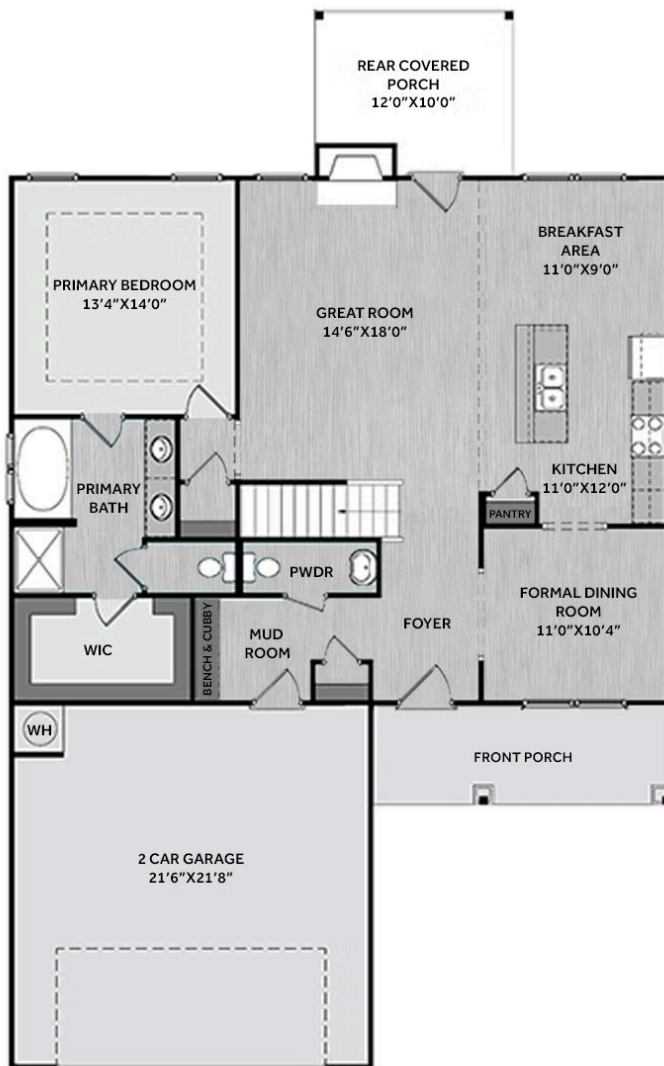 REAR COVERED
PORCH
12'0"X10'0"
BREAKFAST
AREA
11'0"X9'0"
PRIMARY BEDROOM
13'4"X14'0"
GREAT ROOM
14'6"X18'0"
KITCHEN
11'0"X12'0"
PRIMARY
BATH
PANTRY
PWDR
FORMAL DINING
ROOM
11'0"X10'4"
WIC
BENCH & CUBBY
MUD
ROOM
FOYER
WH
FRONT PORCH
2 CAR GARAGE
21'6"X21'8"